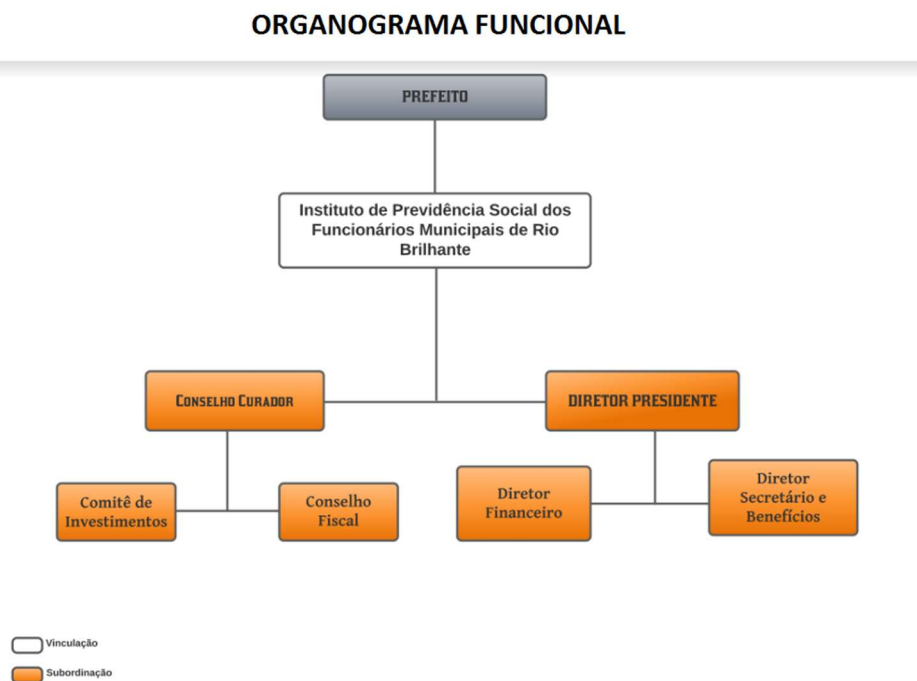 ORGANOGRAMA FUNCIONAL
PREFEITO
Instituto de Previdência Social dos
Funcionários Municipais de Rio
Brilhante
CONSELHO CURADOR
DIRETOR PRESIDENTE
Comitê de
Investimentos
Conselho
Fiscal
Diretor
Financeiro
Diretor
Secretário e
Benefícios
Vinculação
Subordinação